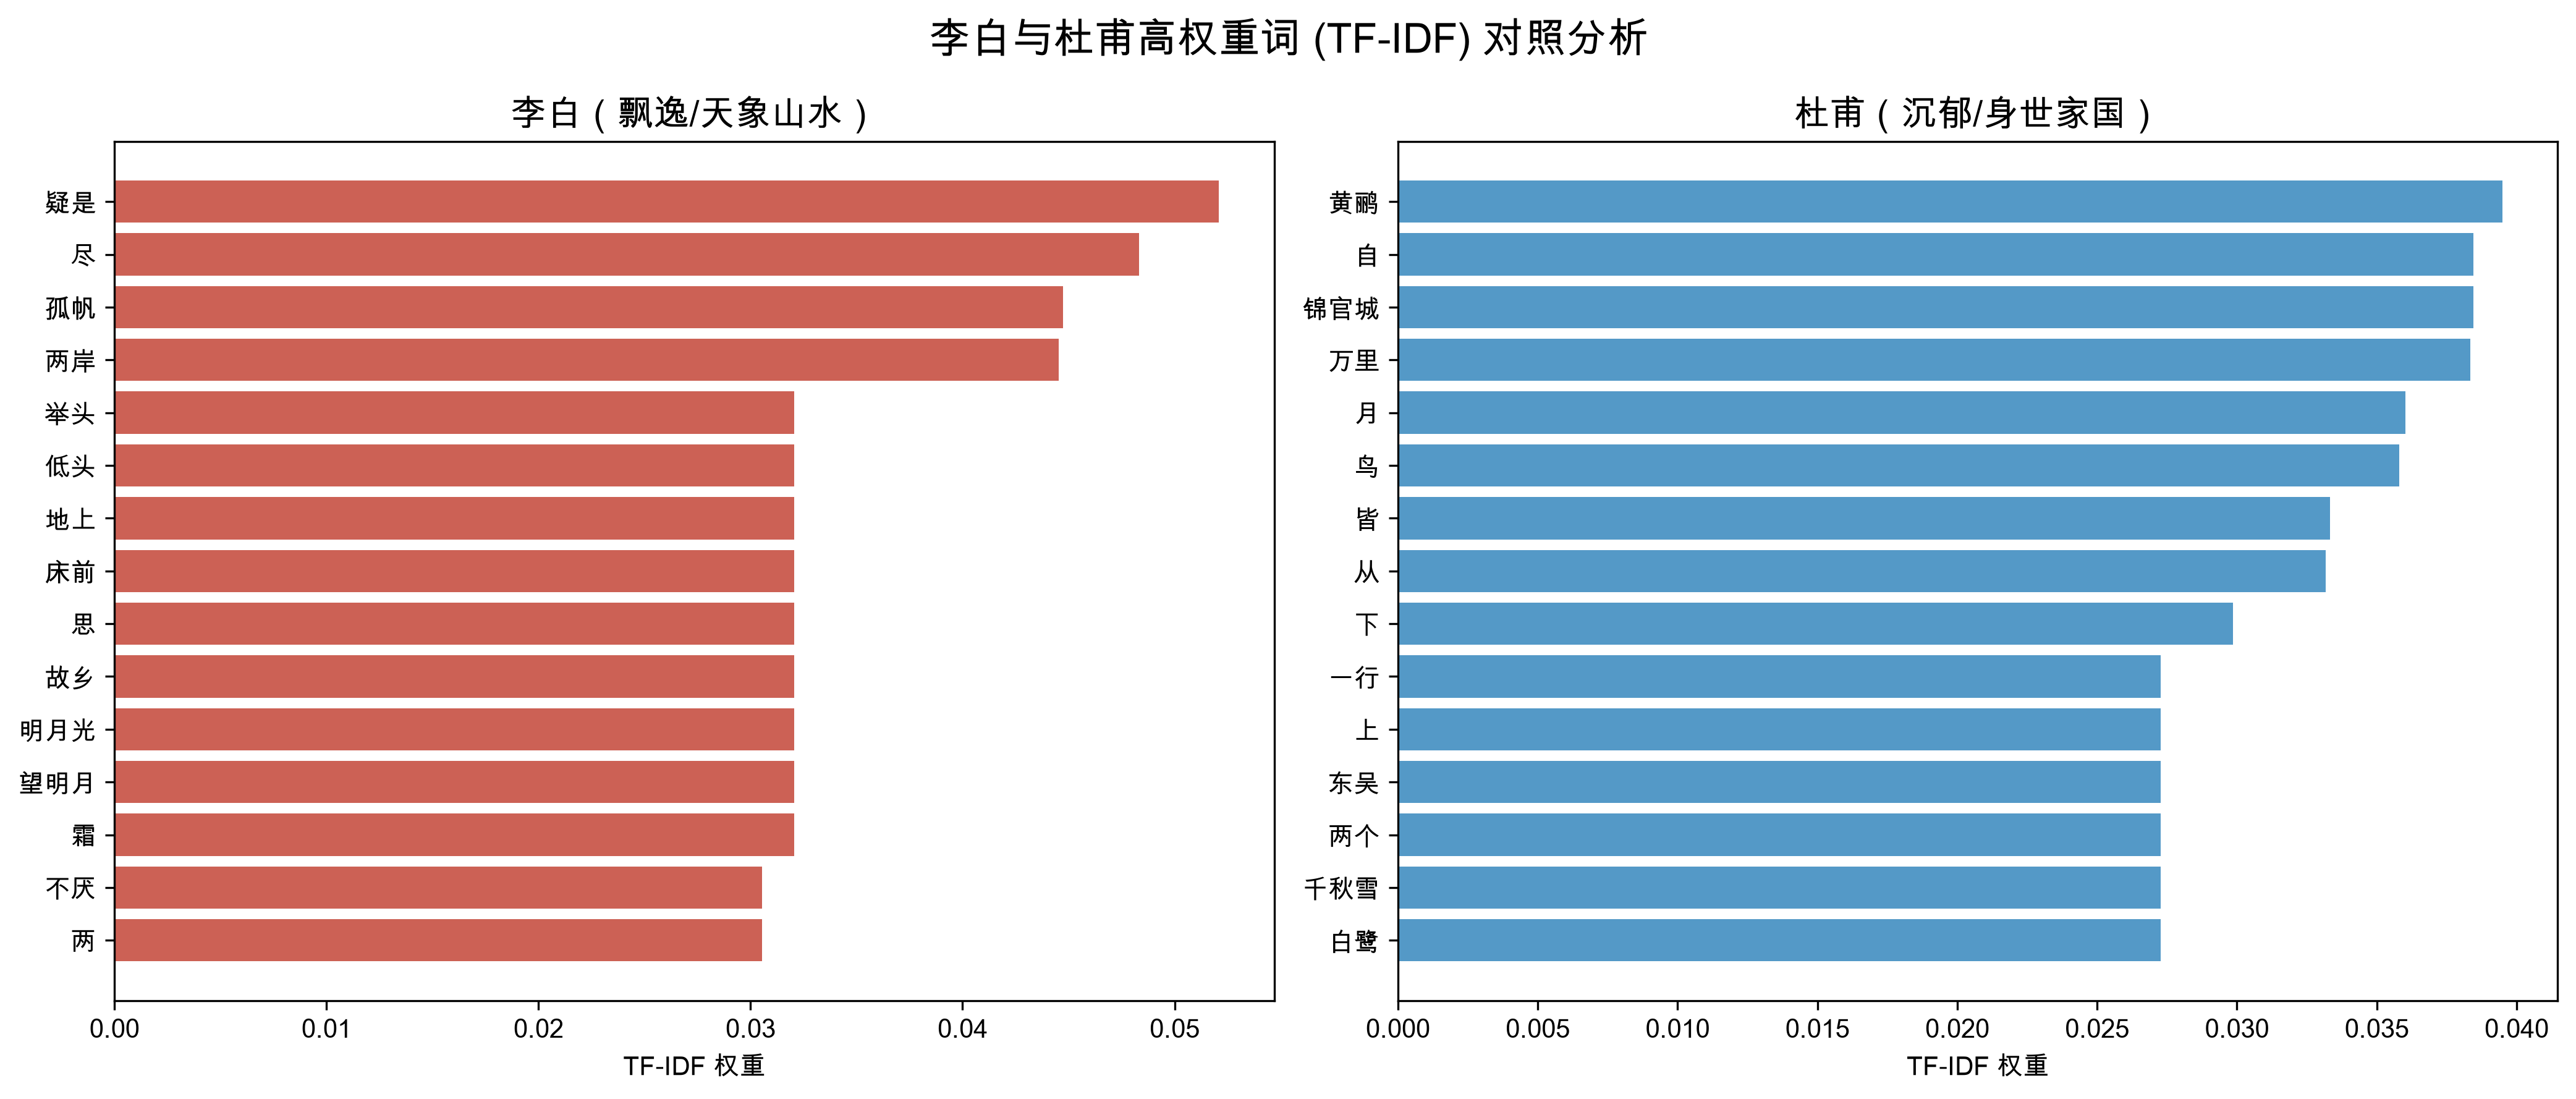 李白与杜甫高权重词 (TF-IDF) 对照分析
李白（飘逸/天象山水）
疑是
尽
孤帆
两岸
举头
低头
地上
床前
思
故乡
明月光
望明月
霜
不厌
两
0.00 0.01 0.02 0.03 0.04 0.05
TF-IDF 权重
杜甫（沉郁/身世家国）
黄鹂
自
锦官城
万里
月
鸟
皆
从
下
一行
上
东吴
两个
千秋雪
白鹭
0.000 0.005 0.010 0.015 0.020 0.025 0.030 0.035 0.040
TF-IDF 权重